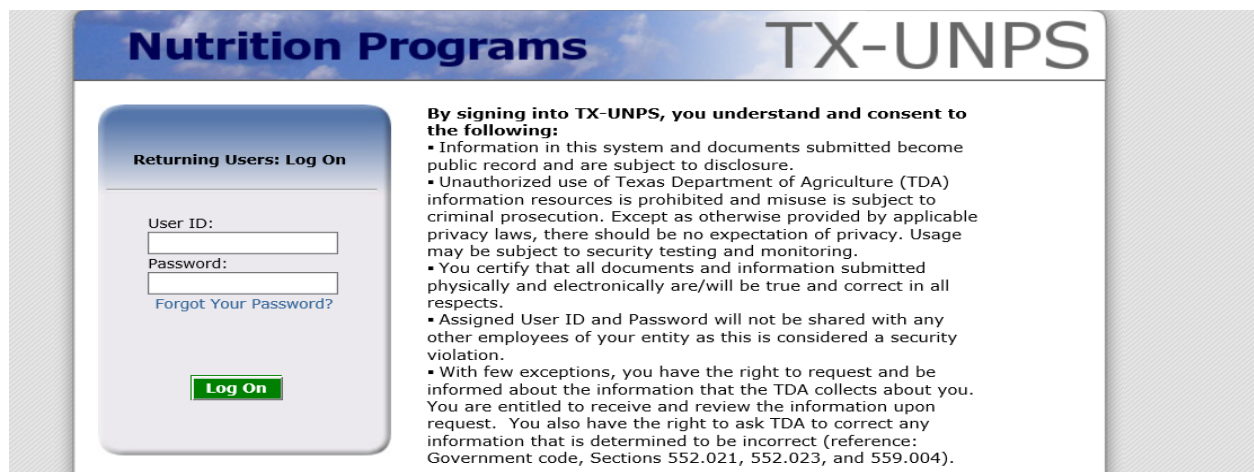 Nutrition Programs
TX-UNPS
Returning Users: Log On
User ID:
Password:
Forgot Your Password?
Log On
By signing into TX-UNPS, you understand and consent to
the following:
▪ Information in this system and documents submitted become
public record and are subject to disclosure.
▪ Unauthorized use of Texas Department of Agriculture (TDA)
information resources is prohibited and misuse is subject to
criminal prosecution. Except as otherwise provided by applicable
privacy laws, there should be no expectation of privacy. Usage
may be subject to security testing and monitoring.
▪ You certify that all documents and information submitted
physically and electronically are/will be true and correct in all
respects.
▪ Assigned User ID and Password will not be shared with any
other employees of your entity as this is considered a security
violation.
▪ With few exceptions, you have the right to request and be
informed about the information that the TDA collects about you.
You are entitled to receive and review the information upon
request.  You also have the right to ask TDA to correct any
information that is determined to be incorrect (reference:
Government code, Sections 552.021, 552.023, and 559.004).